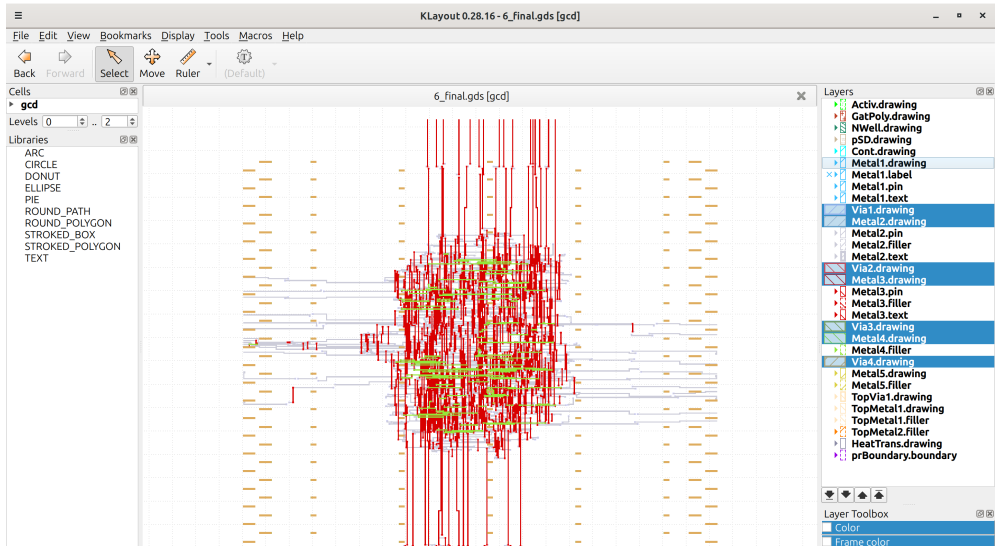 KLayout 0.28.16 - 6_final.gds [gcd]
File Edit View Bookmarks Display Tools Macros Help
Back Forward Select Move Ruler (Default)
Cells
gcd
Levels 0 .. 2
Libraries
ARC
CIRCLE
DONUT
ELLIPSE
PIE
ROUND_PATH
ROUND_POLYGON
STROKED_BOX
STROKED_POLYGON
TEXT
6_final.gds [gcd]
Layers
Activ.drawing
GatPoly.drawing
NWell.drawing
pSD.drawing
Cont.drawing
Metal1.drawing
Metal1.label
Metal1.pin
Metal1.text
Via1.drawing
Metal2.drawing
Metal2.pin
Metal2.filler
Metal2.text
Via2.drawing
Metal3.drawing
Metal3.pin
Metal3.filler
Metal3.text
Via3.drawing
Metal4.drawing
Metal4.filler
Via4.drawing
Metal5.drawing
Metal5.filler
TopVia1.drawing
TopMetal1.drawing
TopMetal1.filler
TopMetal2.filler
HeatTrans.drawing
prBoundary.boundary
Layer Toolbox
Color
Frame color